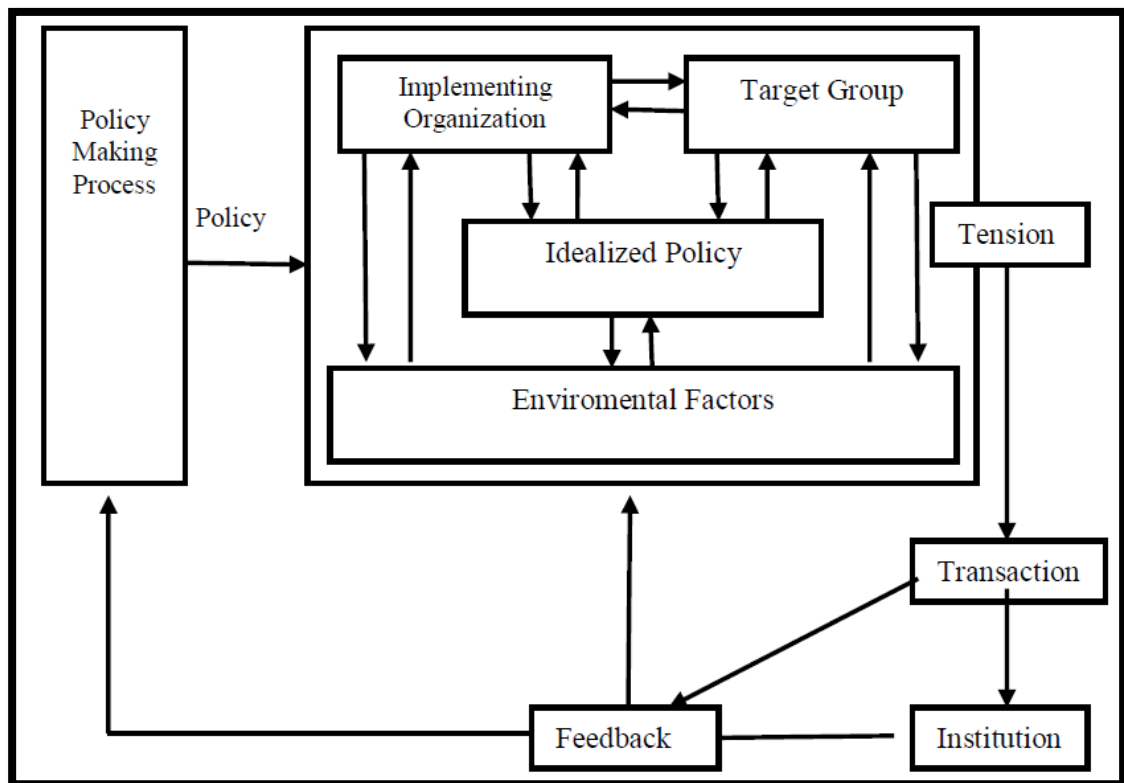 Policy
Making
Process
Policy
Implementing
Organization
Target Group
Idealized Policy
Enviromental Factors
Tension
Transaction
Feedback
Institution